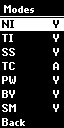 Modes
NI Y
TI Y
SS Y
TC A
PW Y
BY Y
SM Y
Back